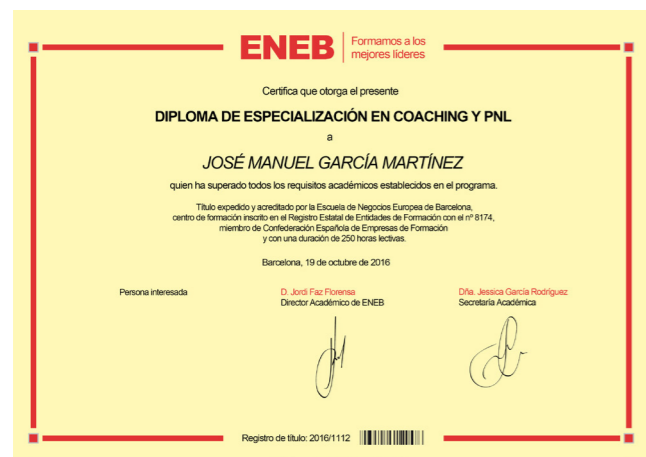 ENEB
Formamos a los
mejores líderes
Certifica que otorga el presente
DIPLOMA DE ESPECIALIZACIÓN EN COACHING Y PNL
a
JOSÉ MANUEL GARCÍA MARTÍNEZ
quien ha superado todos los requisitos académicos establecidos en el programa.
Título expedido y acreditado por la Escuela de Negocios Europea de Barcelona,
centro de formación inscrito en el Registro Estatal de Entidades de Formación con el nº 8174,
miembro de Confederación Española de Empresas de Formación
y con una duración de 250 horas lectivas.
Barcelona, 19 de octubre de 2016
Persona interesada
D. Jordi Faz Florensa
Director Académico de ENEB
Dña. Jessica García Rodríguez
Secretaría Académica
Registro de título: 2016/1112